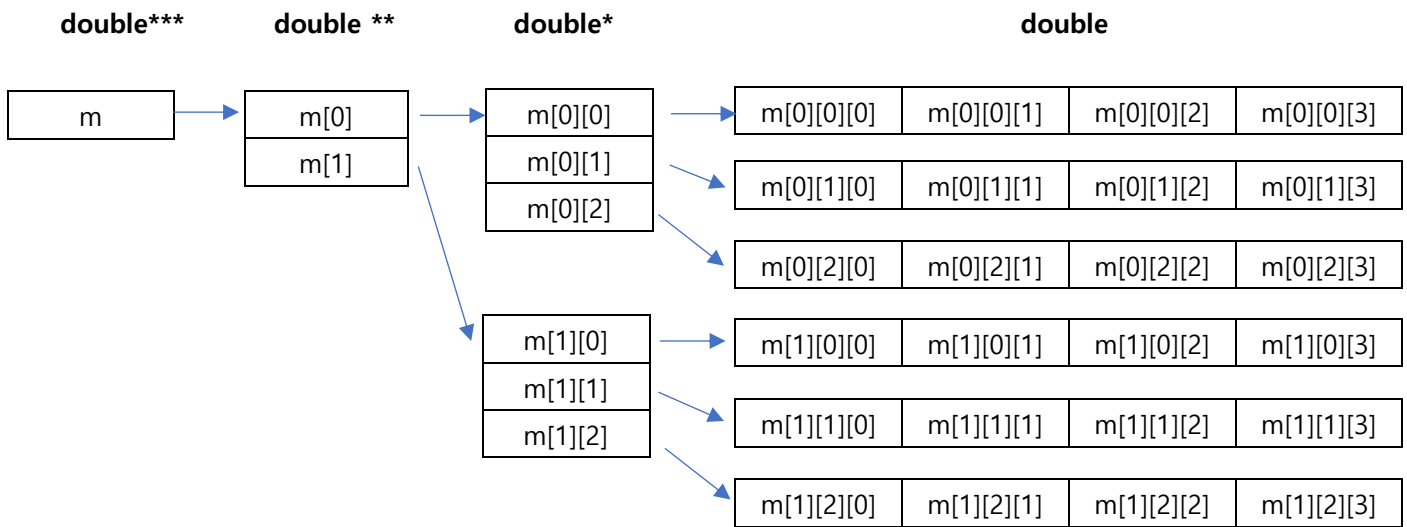 double*** double ** double* double
m m[0] m[0][0] m[0][0][0] m[0][0][1] m[0][0][2] m[0][0][3]
m[1] m[0][1] m[0][1][0] m[0][1][1] m[0][1][2] m[0][1][3]
m[0][2] m[0][2][0] m[0][2][1] m[0][2][2] m[0][2][3]
m[1][0] m[1][0][0] m[1][0][1] m[1][0][2] m[1][0][3]
m[1][1] m[1][1][0] m[1][1][1] m[1][1][2] m[1][1][3]
m[1][2] m[1][2][0] m[1][2][1] m[1][2][2] m[1][2][3]